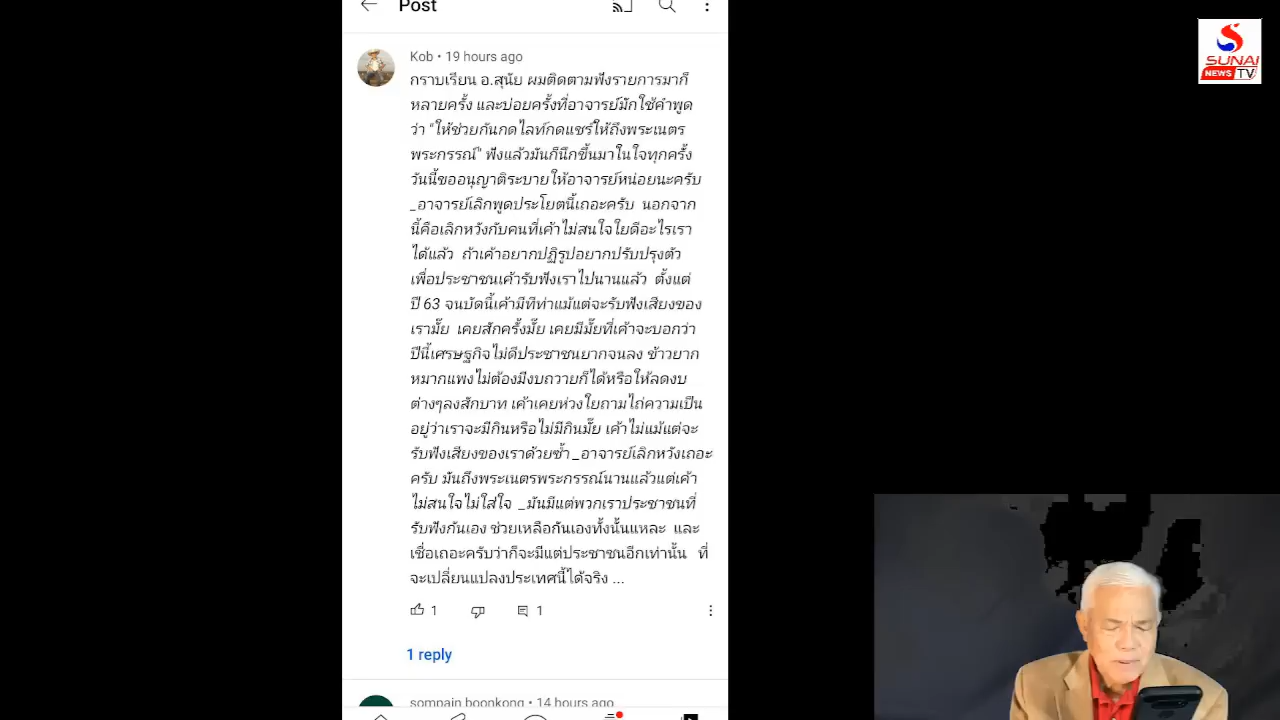 Post
SUNAI
NEWS TV
Kob • 19 hours ago
กราบเรียน อ.สุนัย ผมติดตามฟังรายการมาก็
หลายครั้ง และบ่อยครั้งที่อาจารย์มักใช้คำพูด
ว่า "ให้ช่วยกันกดไลท์กดแชร์ให้ถึงพระเนตร
พระกรรณ์" ฟังแล้วมันก็นึกขึ้นมาในใจทุกครั้ง
วันนี้ขออนุญาติระบายให้อาจารย์หน่อยนะครับ
_อาจารย์เลิกพูดประโยตนี้เถอะครับ นอกจาก
นี้คือเลิกหวังกับคนที่เค้าไม่สนใจใยดีอะไรเรา
ได้แล้ว ถ้าเค้าอยากปฏิรูปอยากปรับปรุงตัว
เพื่อประชาชนเค้ารับฟังเราไปนานแล้ว ตั้งแต่
ปี 63 จนบัดนี้เค้ามีทีท่าแม้แต่จะรับฟังเสียงของ
เรามั๊ย เคยสักครั้งมั๊ย เคยมีมั๊ยที่เค้าจะบอกว่า
ปีนี้เศรษฐกิจไม่ดีประชาชนยากจนลง ข้าวยาก
หมากแพงไม่ต้องมีงบถวายก็ได้หรือให้ลดงบ
ต่างๆลงสักบาท เค้าเคยห่วงใยถามไถ่ความเป็น
อยู่ว่าเราจะมีกินหรือไม่มีกินมั๊ย เค้าไม่แม้แต่จะ
รับฟังเสียงของเราด้วยซ้ำ _อาจารย์เลิกหวังเถอะ
ครับ มันถึงพระเนตรพระกรรณ์นานแล้วแต่เค้า
ไม่สนใจไม่ใส่ใจ _มันมีแต่พวกเราประชาชนที่
รับฟังกันเอง ช่วยเหลือกันเองทั้งนั้นแหละ และ
เชื่อเถอะครับว่าก็จะมีแต่ประชาชนอีกเท่านั้น ที่
จะเปลี่ยนแปลงประเทศนี้ได้จริง ...
1 1
1 reply
sompain boonkong • 14 hours ago